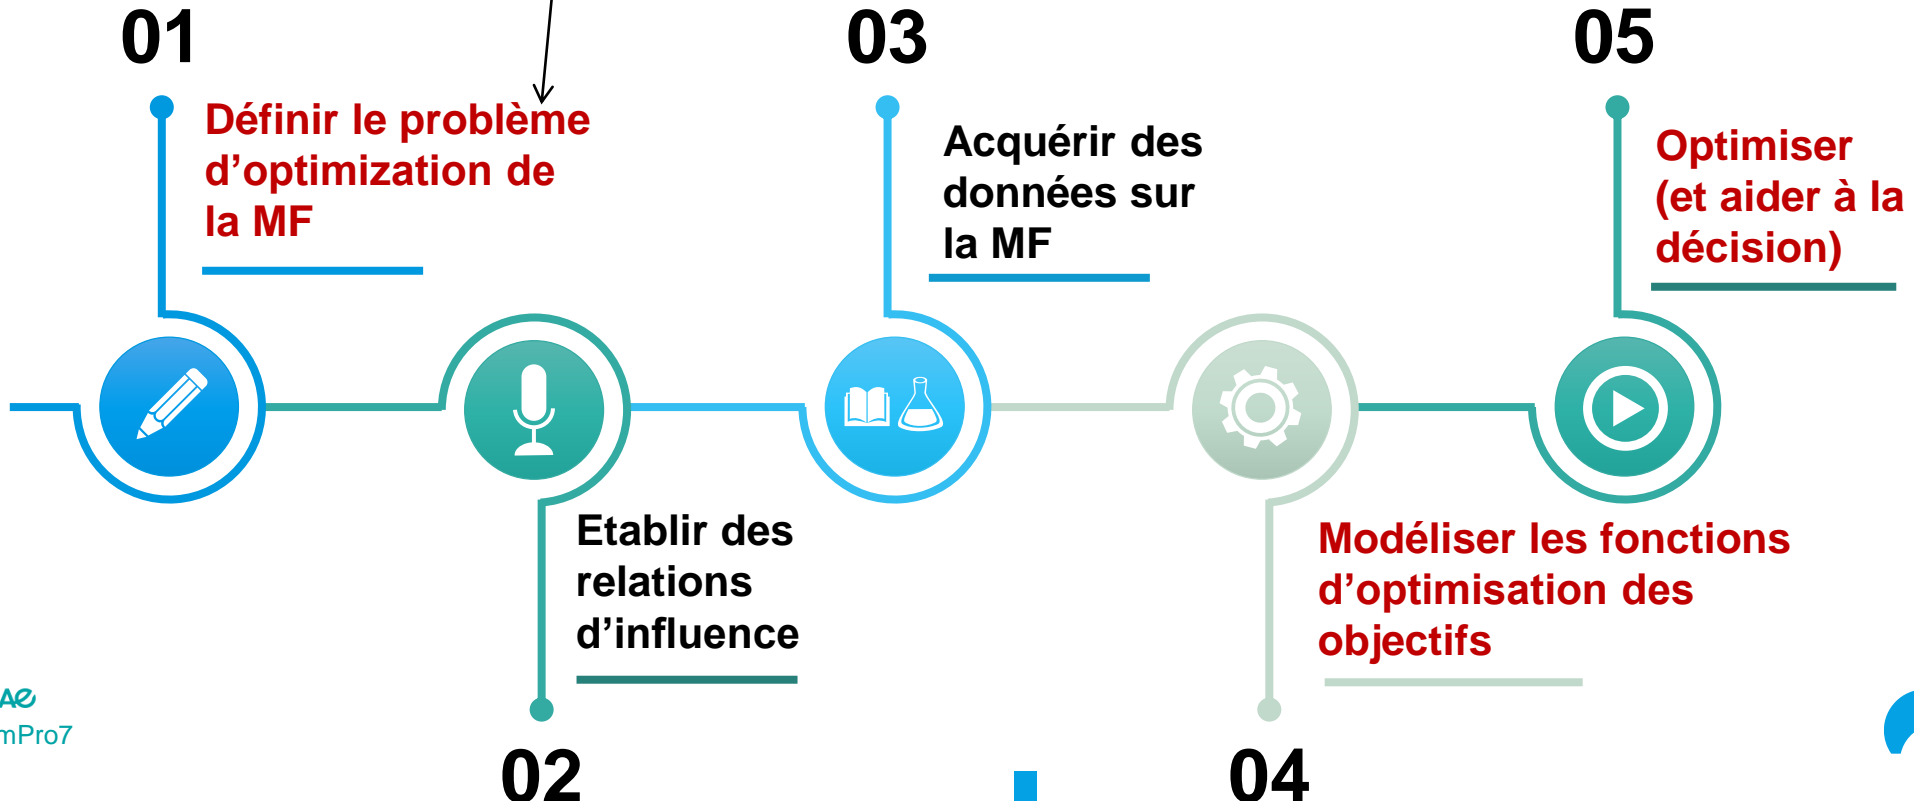 01
Définir le problème
d’optimization de
la MF
03
Acquérir des
données sur
la MF
05
Optimiser
(et aider à la
décision)
Etablir des
relations
d’influence
02
Modéliser les fonctions
d’optimisation des
objectifs
04
mPro7